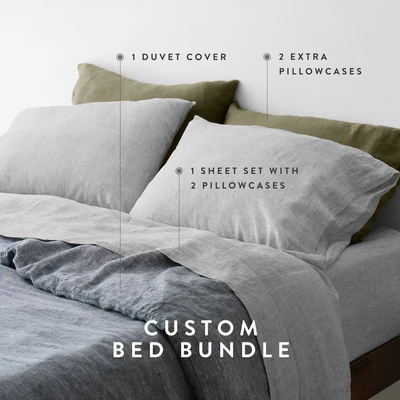 1 DUVET COVER
2 EXTRA
PILLOWCASES
1 SHEET SET WITH
2 PILLOWCASES
CUSTOM
BED BUNDLE